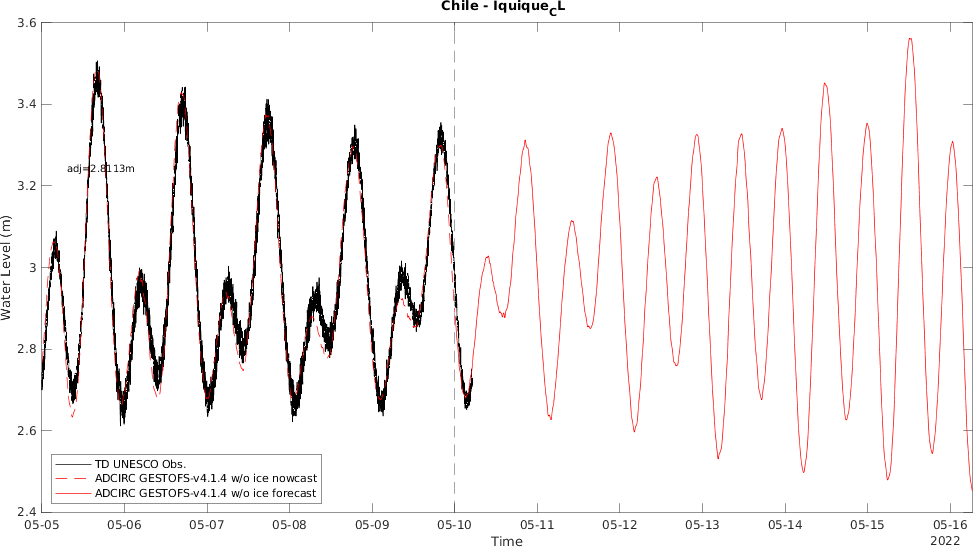 Chile - Iquique_CL
3.6
3.4
3.2
3
2.8
2.6
2.4
Water Level (m)
adj=2.8113m
TD UNESCO Obs.
ADCIRC GESTOFS-v4.1.4 w/o ice nowcast
ADCIRC GESTOFS-v4.1.4 w/o ice forecast
05-05 05-06 05-07 05-08 05-09 05-10 05-11 05-12 05-13 05-14 05-15 05-16
Time
2022